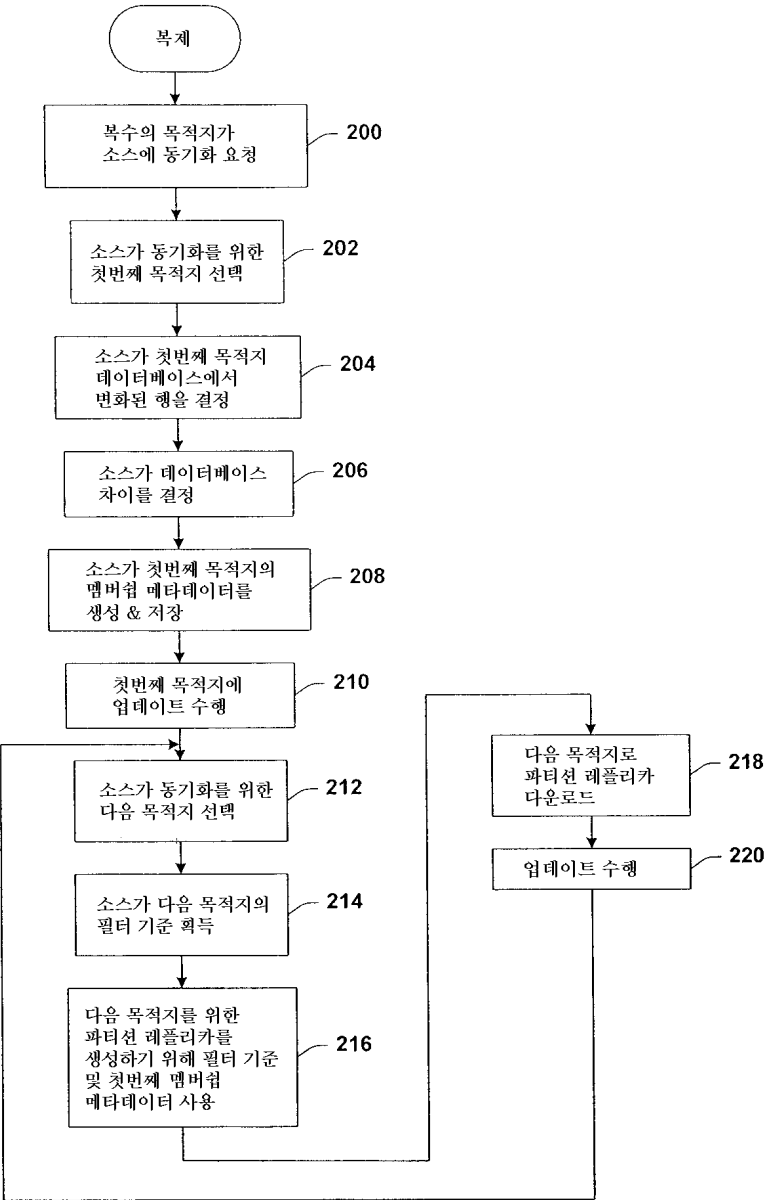 복제
복수의 목적지가
소스에 동기화 요청
200
소스가 동기화를 위한
첫번째 목적지 선택
202
소스가 첫번째 목적지
데이터베이스에서
변화된 행을 결정
204
소스가 데이터베이스
차이를 결정
206
소스가 첫번째 목적지의
멤버쉽 메타데이터를
생성 & 저장
208
첫번째 목적지에
업데이트 수행
210
소스가 동기화를 위한
다음 목적지 선택
212
소스가 다음 목적지의
필터 기준 획득
214
다음 목적지를 위한
파티션 레플리카를
생성하기 위해 필터 기준
및 첫번째 멤버쉽
메타데이터 사용
216
다음 목적지로
파티션 레플리카
다운로드
218
업데이트 수행
220